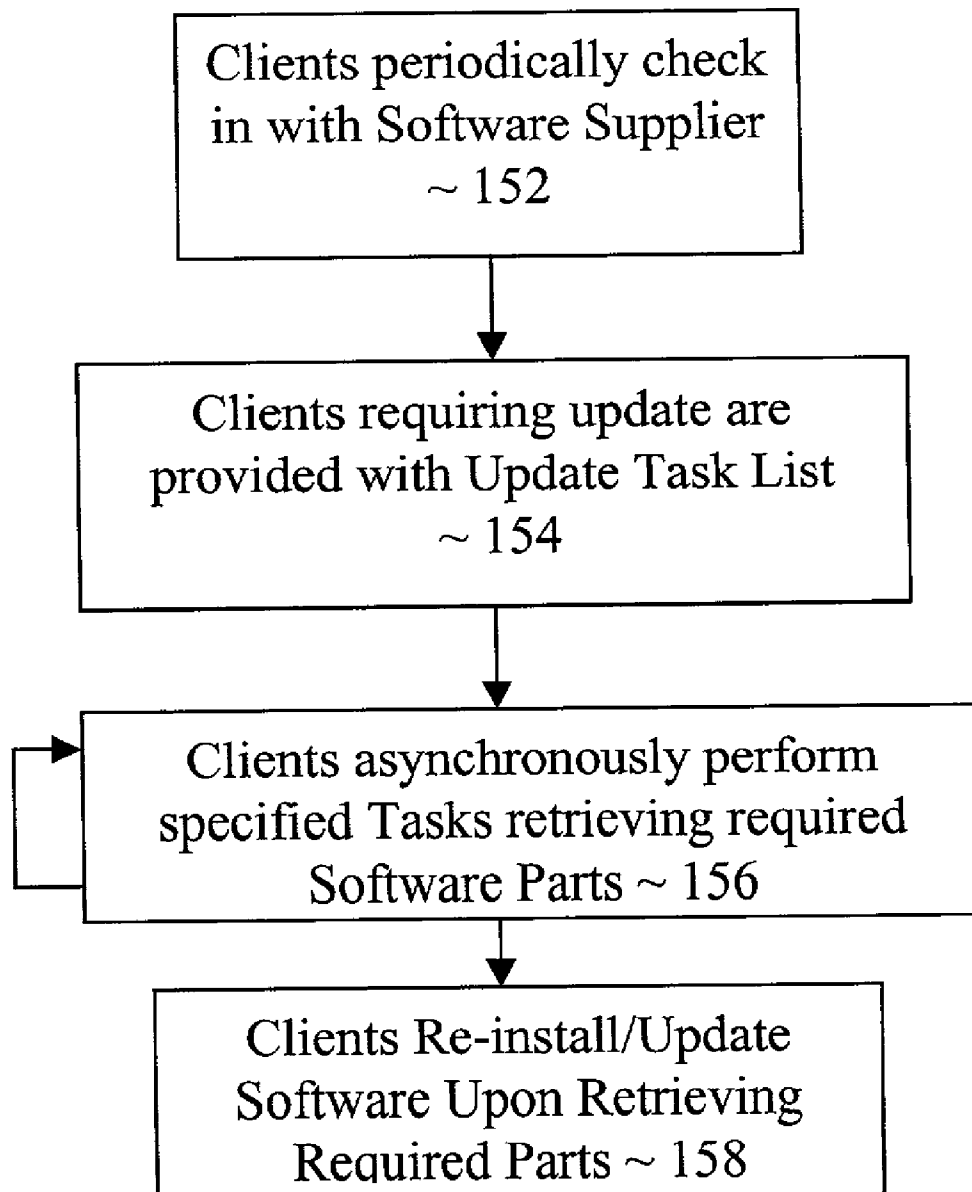 Clients periodically check
in with Software Supplier
~ 152
Clients requiring update are
provided with Update Task List
~ 154
Clients asynchronously perform
specified Tasks retrieving required
Software Parts ~ 156
Clients Re-install/Update
Software Upon Retrieving
Required Parts ~ 158